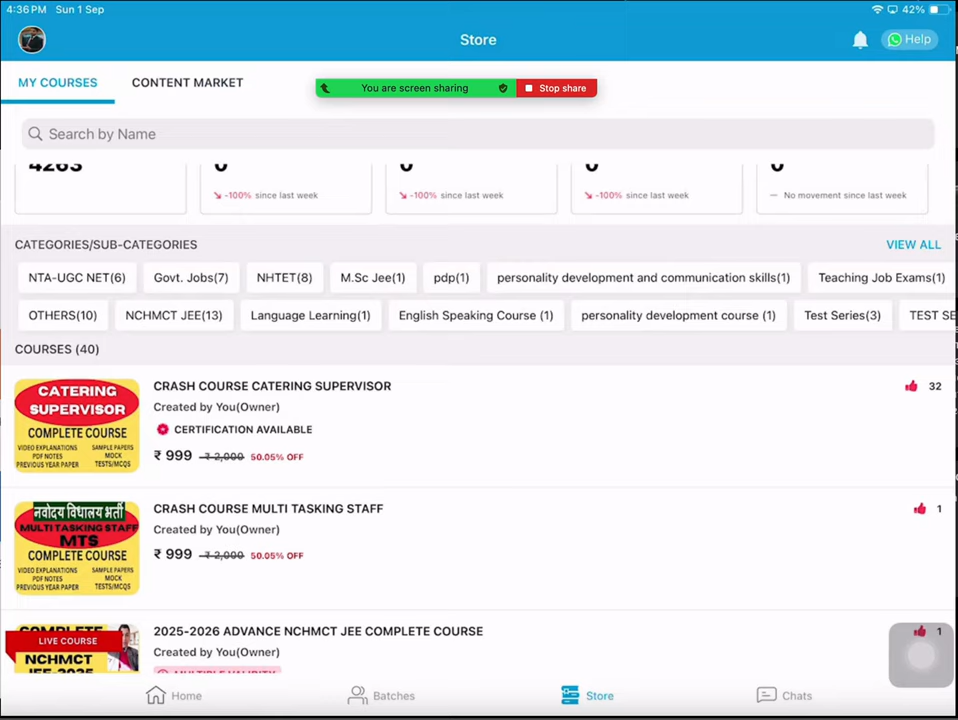 4:36 PM Sun 1 Sep
42%
Store
Help
MY COURSES
CONTENT MARKET
You are screen sharing
Stop share
Search by Name
4263
0
0
0
0
-100% since last week
-100% since last week
-100% since last week
No movement since last week
CATEGORIES/SUB-CATEGORIES
VIEW ALL
NTA-UGC NET(6)
Govt. Jobs(7)
NHTET(8)
M.Sc Jee(1)
pdp(1)
personality development and communication skills(1)
Teaching Job Exams(1)
OTHERS(10)
NCHMCT JEE(13)
Language Learning(1)
English Speaking Course (1)
personality development course (1)
Test Series(3)
TEST SE
COURSES (40)
CATERING
SUPERVISOR
COMPLETE COURSE
VIDEO EXPLANATIONS
PDF NOTES
PREVIOUS YEAR PAPER
SAMPLE PAPERS
MOCK
TESTS/MCQS
CRASH COURSE CATERING SUPERVISOR
32
Created by You(Owner)
CERTIFICATION AVAILABLE
₹ 999 ₹ 2,000 50.05% OFF
नवोदय विधालय भर्ती
MULTI TASKING STAFF
MTS
COMPLETE COURSE
VIDEO EXPLANATIONS
PDF NOTES
PREVIOUS YEAR PAPER
SAMPLE PAPERS
MOCK
TESTS/MCQS
CRASH COURSE MULTI TASKING STAFF
1
Created by You(Owner)
₹ 999 ₹ 2,000 50.05% OFF
COMPLETE
LIVE COURSE
NCHMCT
JEE-2025
2025-2026 ADVANCE NCHMCT JEE COMPLETE COURSE
1
Created by You(Owner)
MULTIPLE VALIDITY
Home
Batches
Store
Chats